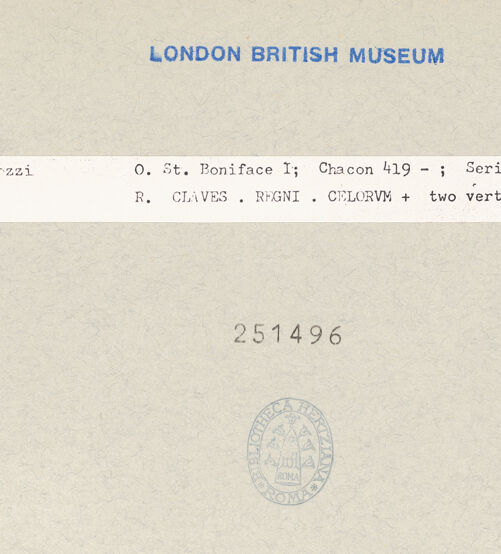 LONDON BRITISH MUSEUM
zzi O. St. Boniface I; Chacon 419 - ; Seri
R. CLAVES . REGNI . CELORVM + two vert
251496
BIBLIOTHECA HERTZIANA
ROMA
* ROMA *